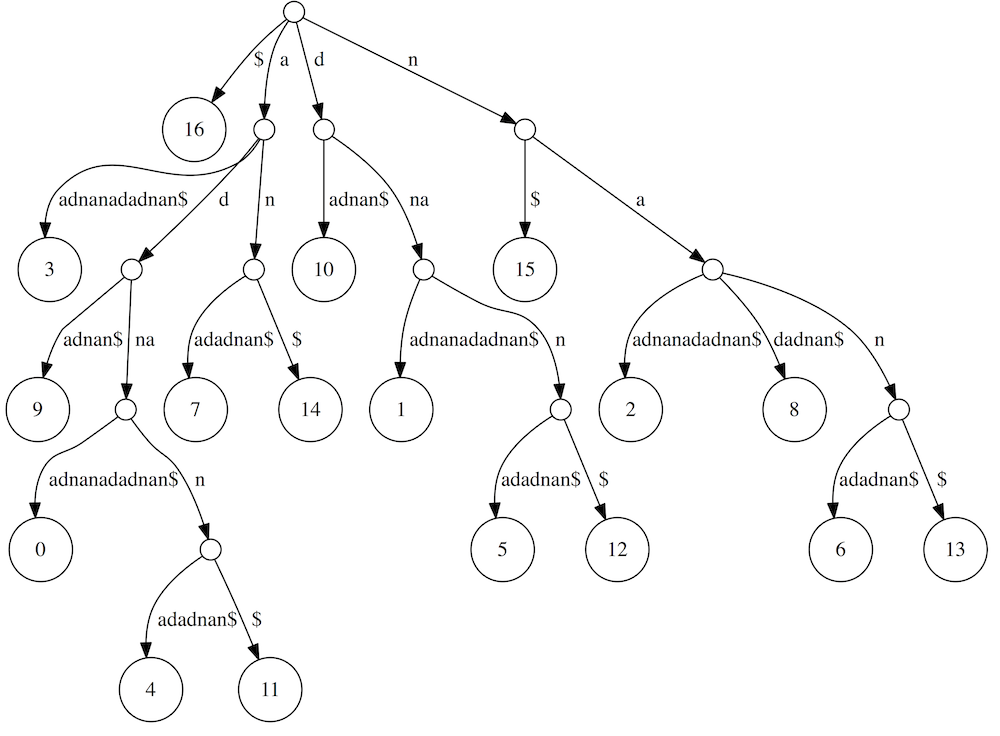 $ a d n
16
adnanadadnan$ d n adnan$ na $ a
3 10 15
adnan$ na adadnan$ $ adnanadadnan$ n adnanadadnan$ dadnan$ n
9 7 14 1 2 8
adnanadadnan$ n adadnan$ $ adadnan$ $
0 5 12 6 13
adadnan$ $
4 11